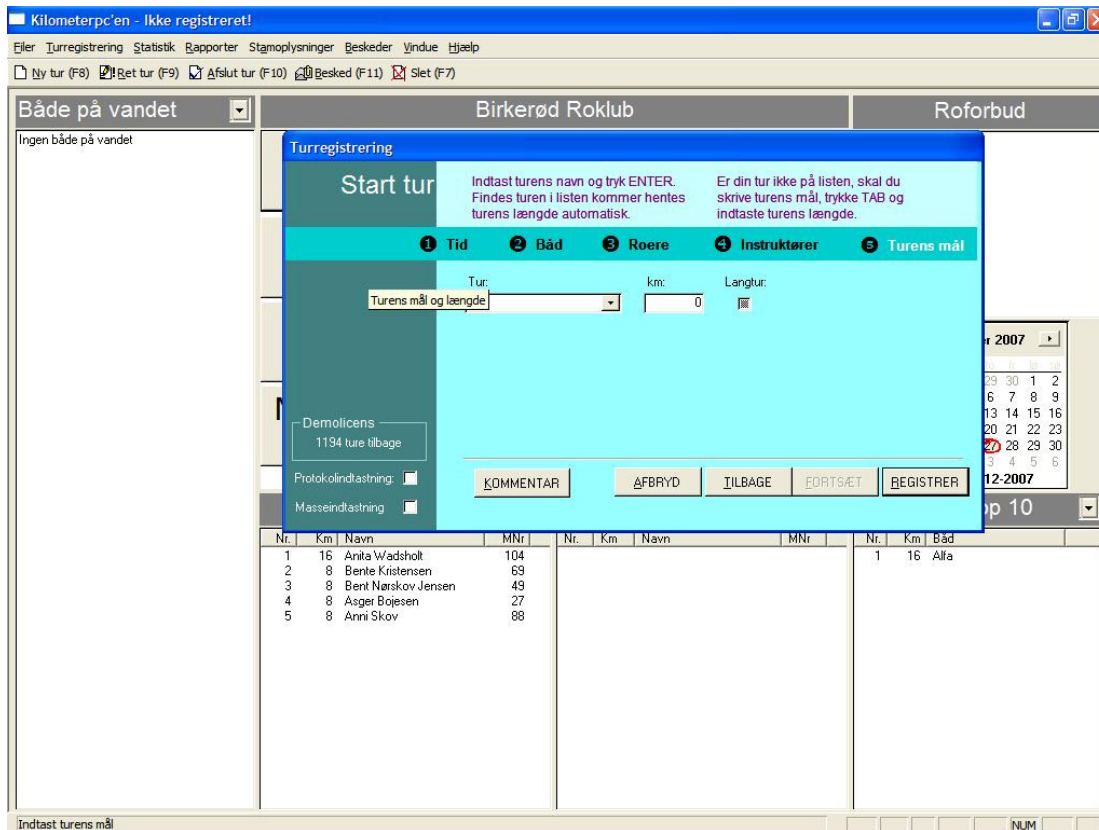 Kilometerpc'en - Ikke registreret!
Filer Turregistrering Statistik Rapporter Stamoplysninger Beskeder Vindue Hjælp
Ny tur (F8) Ret tur (F9) Afslut tur (F10) Besked (F11) Slet (F7)
Både på vandet
Birkerød Roklub
Roforbud
Ingen både på vandet
Turregistrering
Start tur
Indtast turens navn og tryk ENTER.
Findes turen i listen kommer hentes
turens længde automatisk.
Er din tur ikke på listen, skal du
skrive turens mål, trykke TAB og
indtaste turens længde.
1 Tid 2 Båd 3 Roere 4 Instruktører 5 Turens mål
Tur: km: Langtur:
Turens mål og længde
0
r 2007
29 30 1 2
6 7 8 9
13 14 15 16
20 21 22 23
27 28 29 30
3 4 5 6
12-2007
Demolicens
1194 ture tilbage
Protokolindtastning:
Masseindtastning
KOMMENTAR AFBRYD TILBAGE FORTSÆT REGISTRER
op 10
Nr. Km Navn MNr Nr. Km Navn MNr Nr. Km Båd
1 16 Anita Wadsholt 104 1 16 Alfa
2 8 Bente Kristensen 69
3 8 Bent Nørskov Jensen 49
4 8 Asger Bojesen 27
5 8 Anni Skov 88
Indtast turens mål
NUM